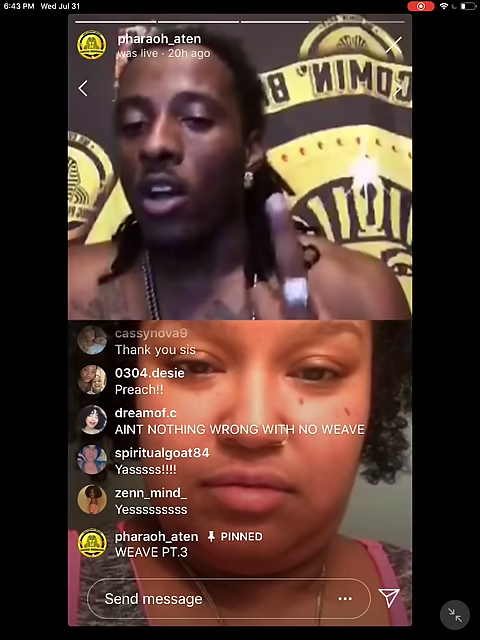 6:43 PM Wed Jul 31
pharaoh_aten
was live · 20h ago
COMIN' B
cassynova9
Thank you sis
0304.desie
Preach!!
dreamof.c
AINT NOTHING WRONG WITH NO WEAVE
spiritualgoat84
Yasssss!!!!
zenn_mind_
Yesssssssss
pharaoh_aten PINNED
WEAVE PT.3
Send message